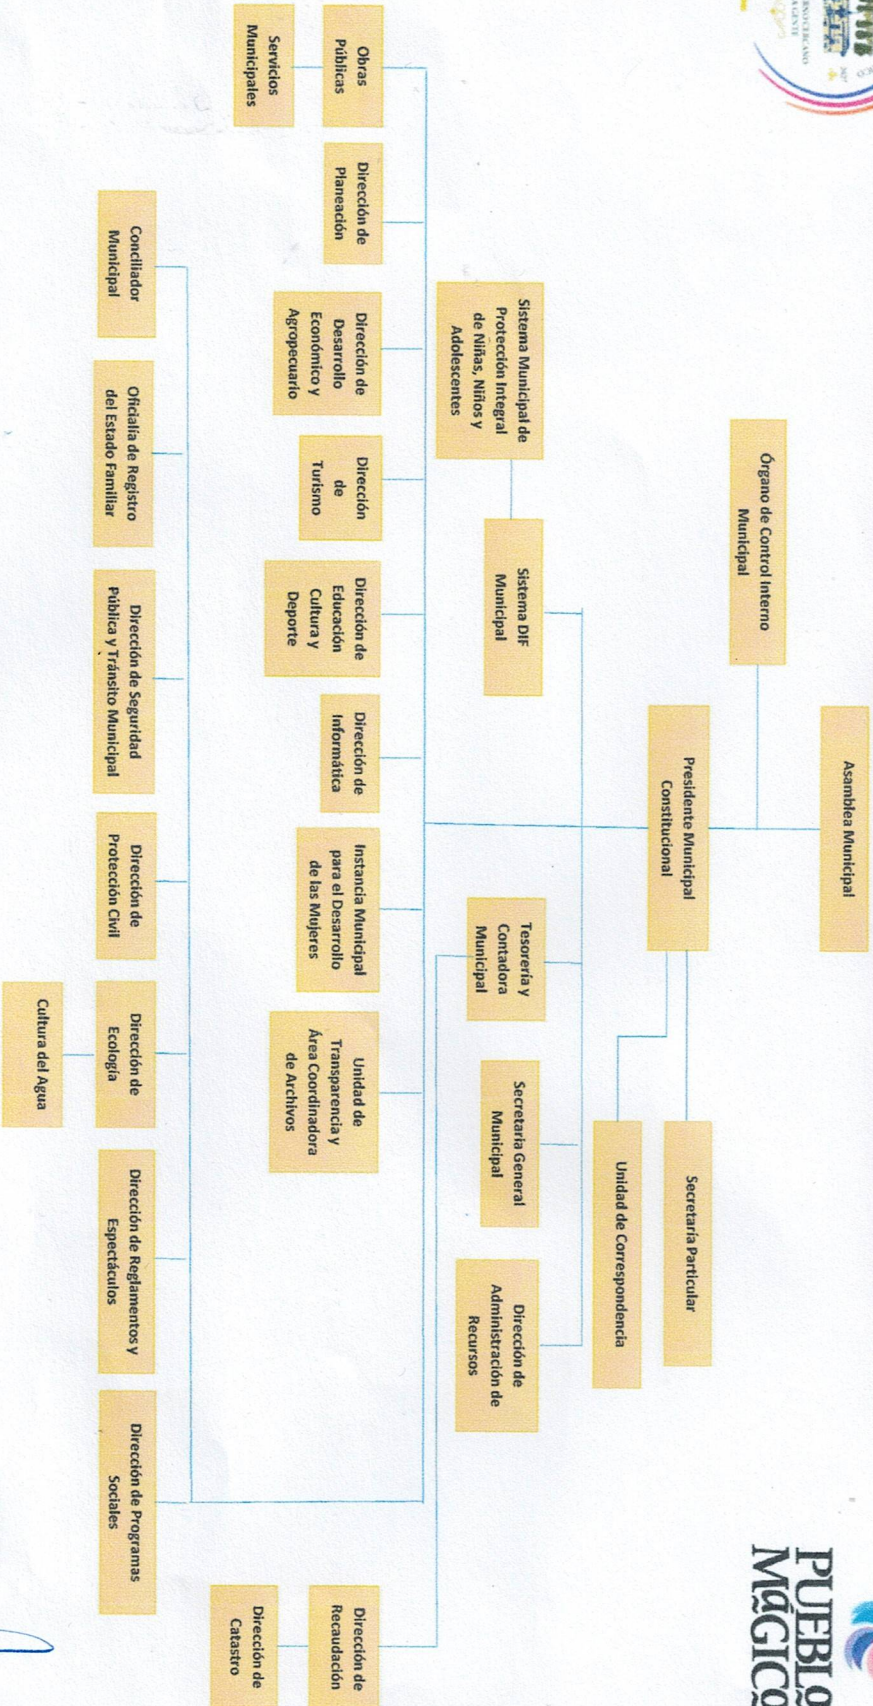 RNO CERCANO
A GENTE
PUEBLO
MÁGICO
Asamblea Municipal
Órgano de Control Interno
Municipal
Presidente Municipal
Constitucional
Secretaría Particular
Unidad de Correspondencia
Sistema Municipal de
Protección Integral
de Niñas, Niños y
Adolescentes
Sistema DIF
Municipal
Tesorería y
Contadora
Municipal
Secretaria General
Municipal
Dirección de
Administración de
Recursos
Obras
Públicas
Servicios
Municipales
Dirección de
Planeación
Dirección de
Desarrollo
Económico y
Agropecuario
Dirección
de
Turismo
Dirección de
Educación
Cultura y
Deporte
Dirección de
Informática
Instancia Municipal
para el Desarrollo
de las Mujeres
Unidad de
Transparencia y
Área Coordinadora
de Archivos
Dirección de
Recaudación
Dirección de
Catastro
Conciliador
Municipal
Oficialía de Registro
del Estado Familiar
Dirección de Seguridad
Pública y Tránsito Municipal
Dirección de
Protección Civil
Dirección de
Ecología
Cultura del Agua
Dirección de Reglamentos y
Espectáculos
Dirección de Programas
Sociales